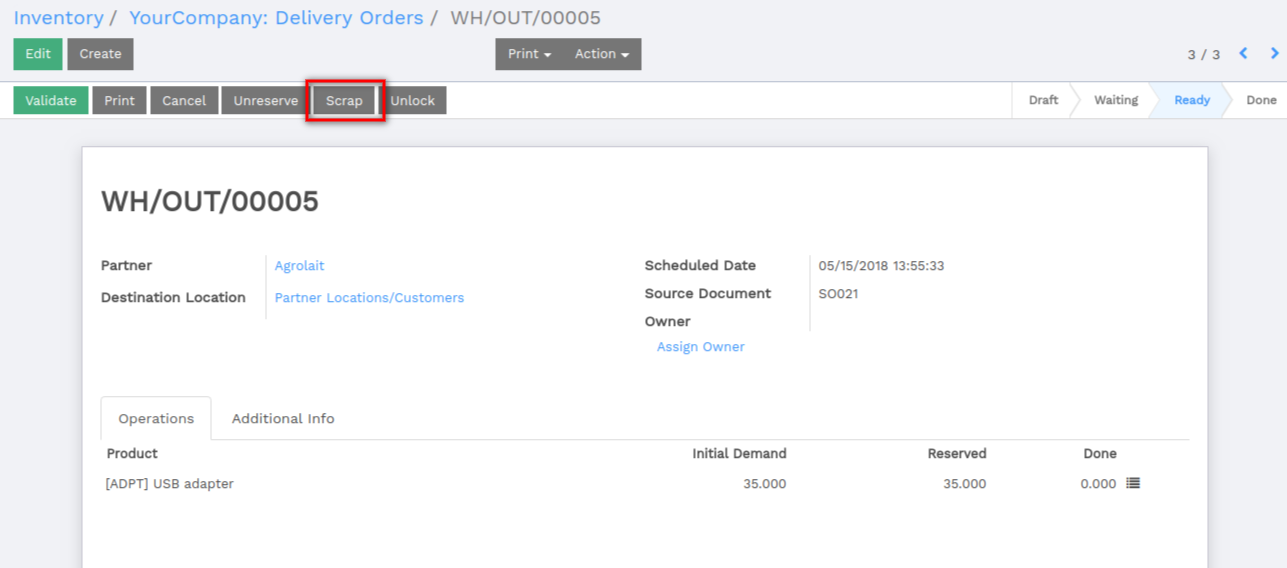 Inventory / YourCompany: Delivery Orders / WH/OUT/00005
Edit Create Print Action 3 / 3
Validate Print Cancel Unreserve Scrap Unlock Draft Waiting Ready Done
WH/OUT/00005
Partner Agrolait Scheduled Date 05/15/2018 13:55:33
Destination Location Partner Locations/Customers Source Document SO021
Owner
Assign Owner
Operations Additional Info
Product Initial Demand Reserved Done
[ADPT] USB adapter 35.000 35.000 0.000